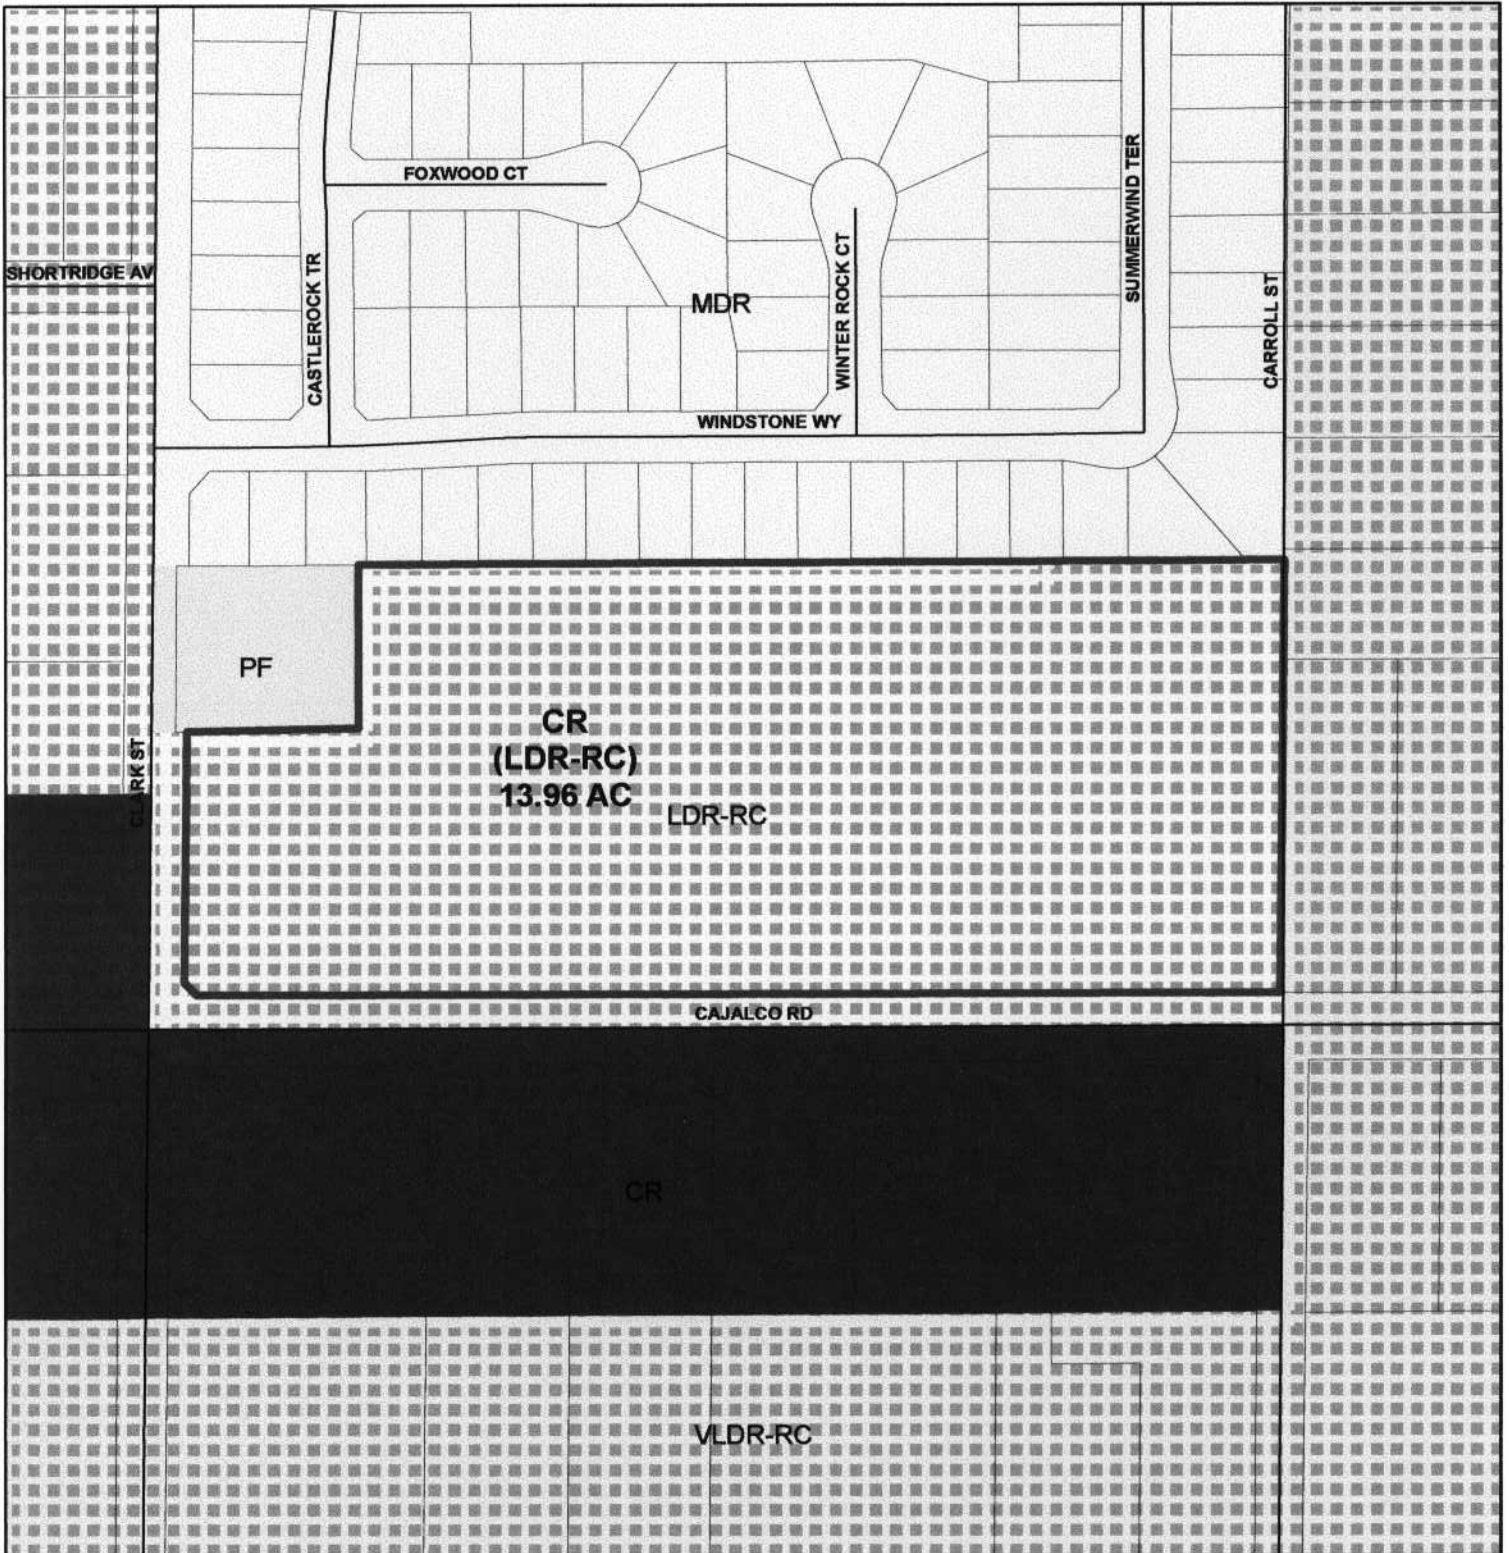 FOXWOOD CT
SUMMERWIND TER
SHORTRIDGE AV
CASTLEROCK TR
MDR
WINTER ROCK CT
CARROLL ST
WINDSTONE WY
PF
CR
(LDR-RC)
13.96 AC
LDR-RC
CLARK ST
CAJALCO RD
CR
VLDR-RC